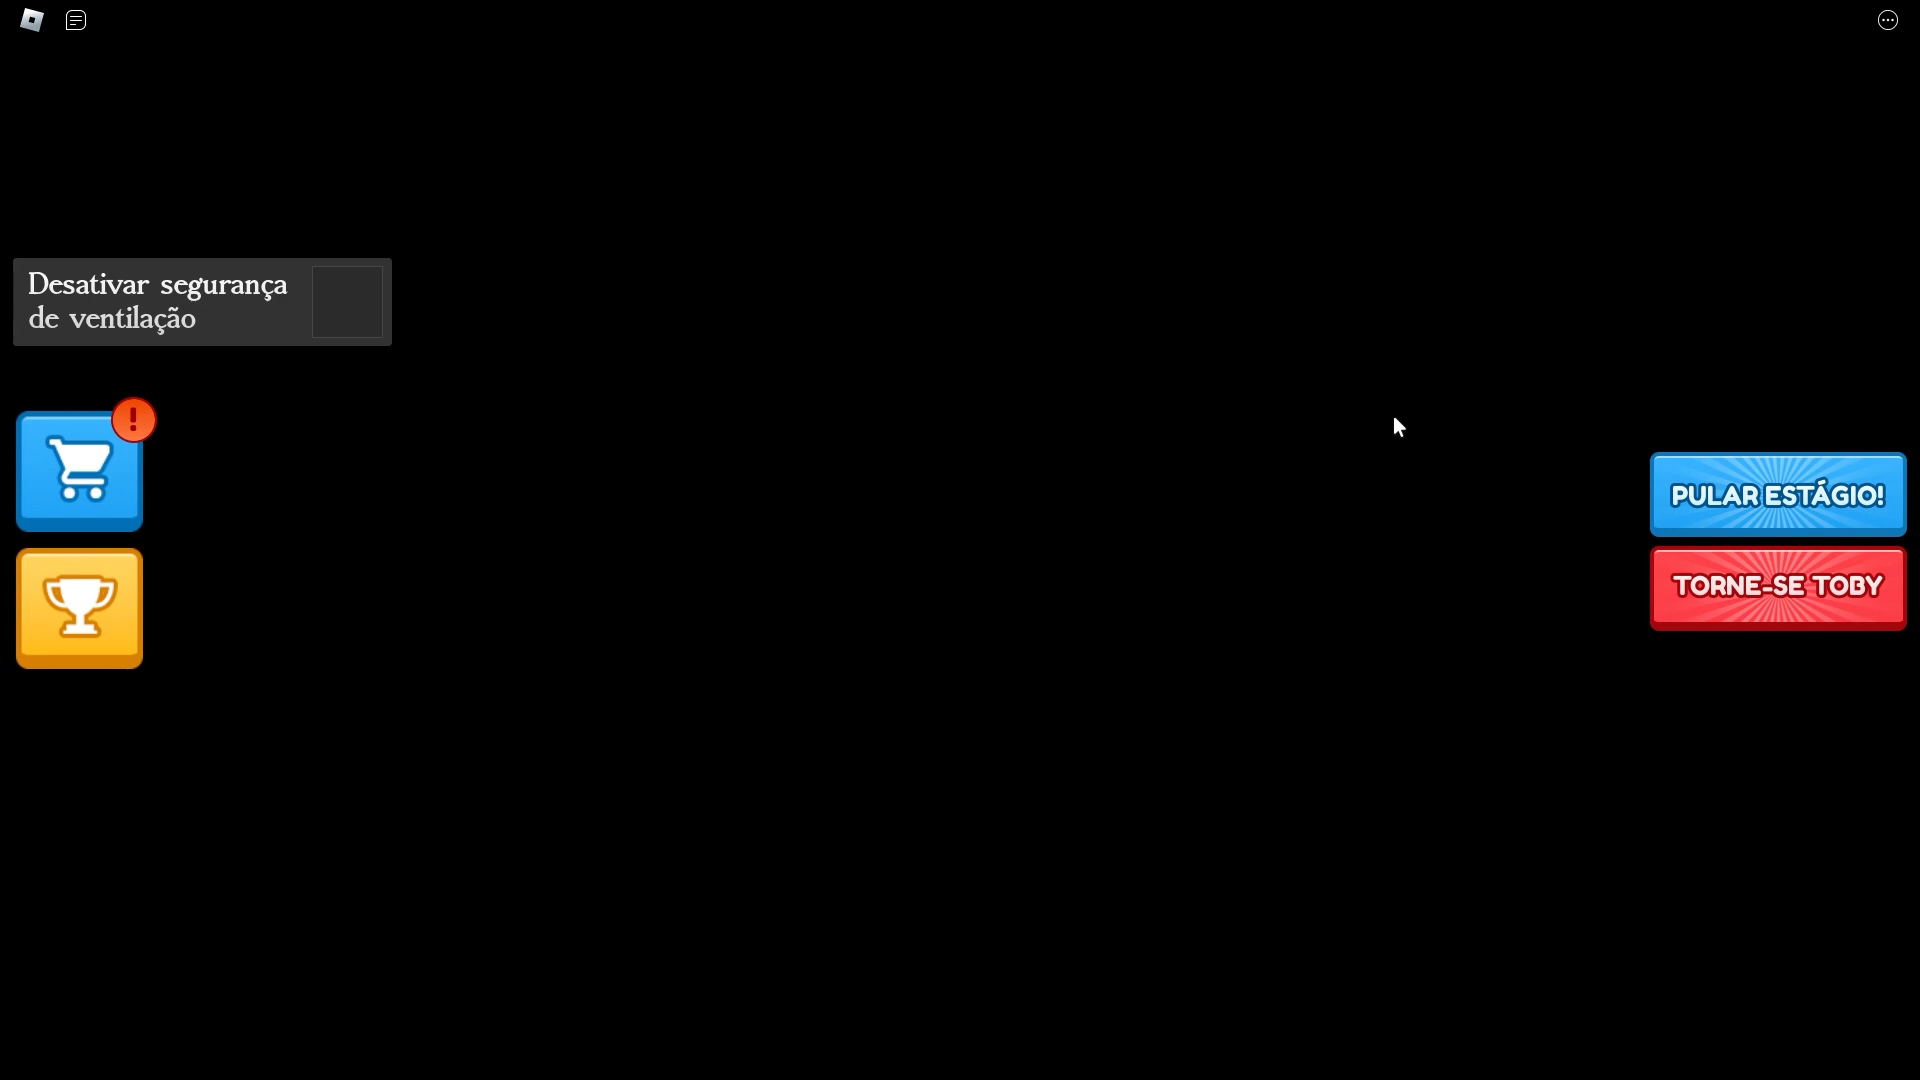 Desativar segurança
de ventilação
PULAR ESTÁGIO!
TORNE-SE TOBY